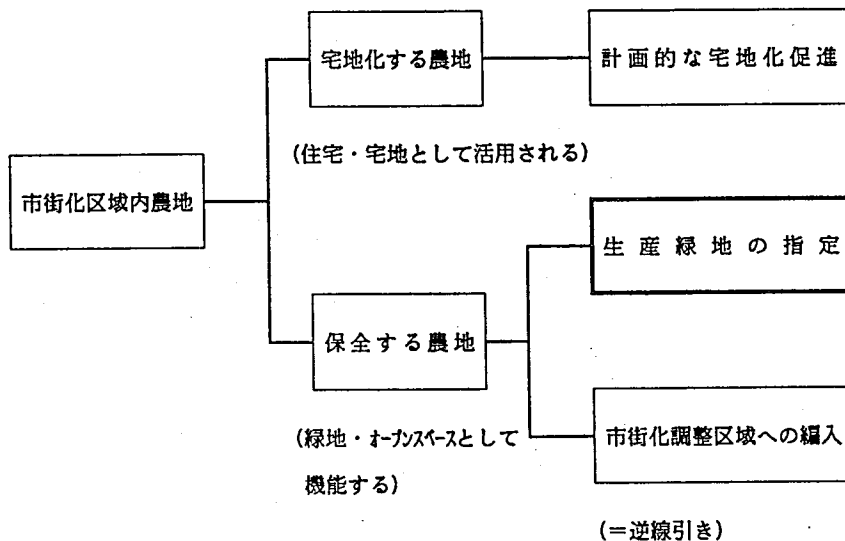 宅地化する農地
計画的な宅地化促進
(住宅・宅地として活用される)
市街化区域内農地
生産緑地の指定
保全する農地
(緑地・オープンスペースとして
機能する)
市街化調整区域への編入
(=逆線引き)